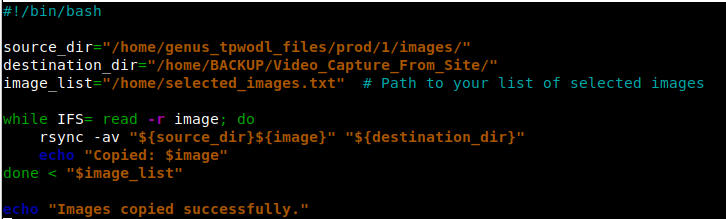 #!/bin/bash
source_dir="/home/genus_tpwodl_files/prod/1/images/"
destination_dir="/home/BACKUP/Video_Capture_From_Site/"
image_list="/home/selected_images.txt"  # Path to your list of selected images
while IFS= read -r image; do
    rsync -av "${source_dir}${image}" "${destination_dir}"
    echo "Copied: $image"
done < "$image_list"
echo "Images copied successfully."